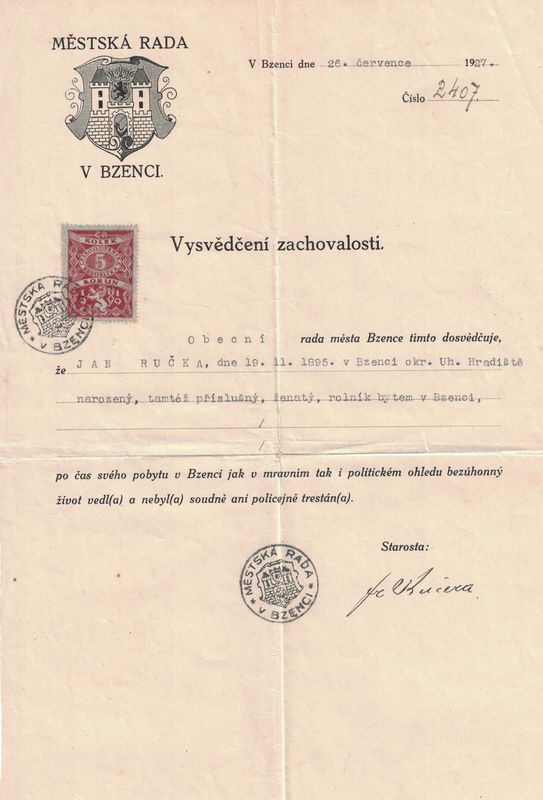 MĚSTSKÁ RADA
V BZENCI.
V Bzenci dne 26. července 1927.
Číslo 2407.
KOLEK
5
KORUN
MĚSTSKÁ RADA
V BZENCI
Vysvědčení zachovalosti.
Obecní rada města Bzence tímto dosvědčuje,
že JAN RUČKA, dne 19. 11. 1895. v Bzenci okr. Uh. Hradiště
narozený, tamtéž příslušný, ženatý, rolník bytem v Bzenci,
/
/
po čas svého pobytu v Bzenci jak v mravním tak i politickém ohledu bezúhonný
život vedl(a) a nebyl(a) soudně ani policejně trestán(a).
Starosta:
MĚSTSKÁ RADA
V BZENCI
Fr Kučera